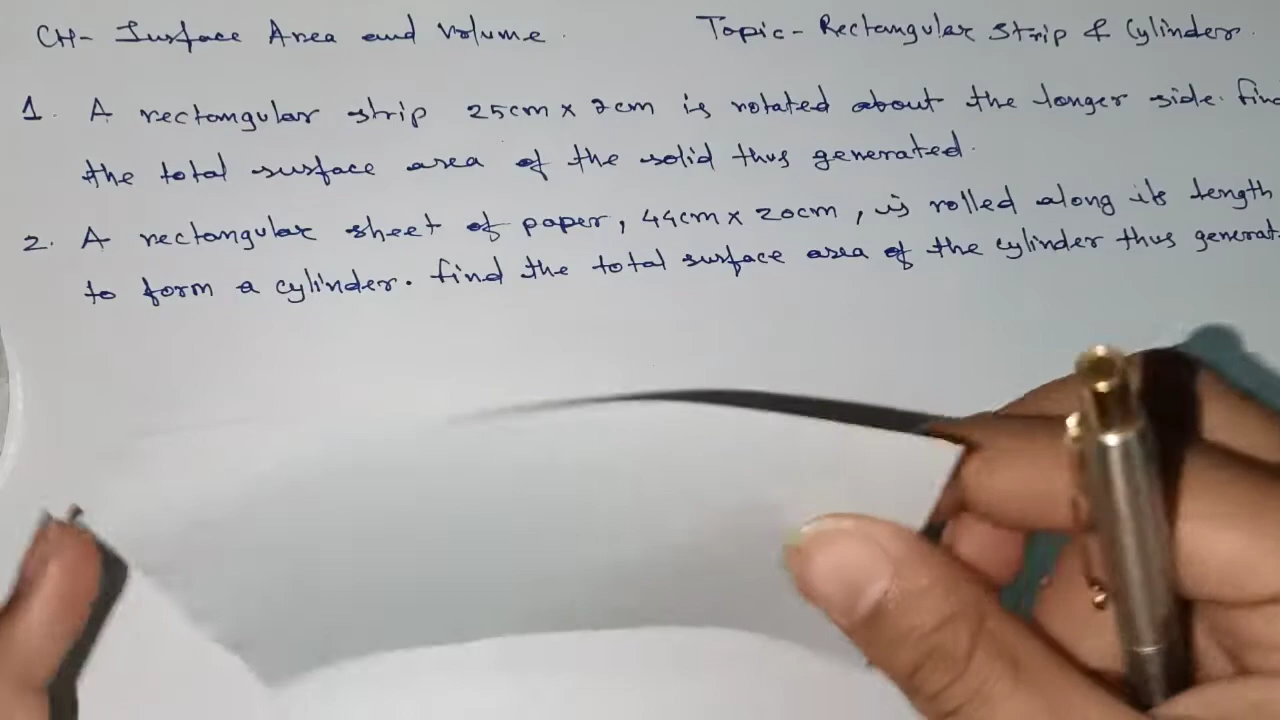 CH- Surface Area and Volume. Topic- Rectangular Strip & Cylinder.
1. A rectangular strip 25cm x 7cm is rotated about the longer side. find
the total surface area of the solid thus generated.
2. A rectangular sheet of paper, 44cm x 20cm, is rolled along its length
to form a cylinder. find the total surface area of the cylinder thus generat